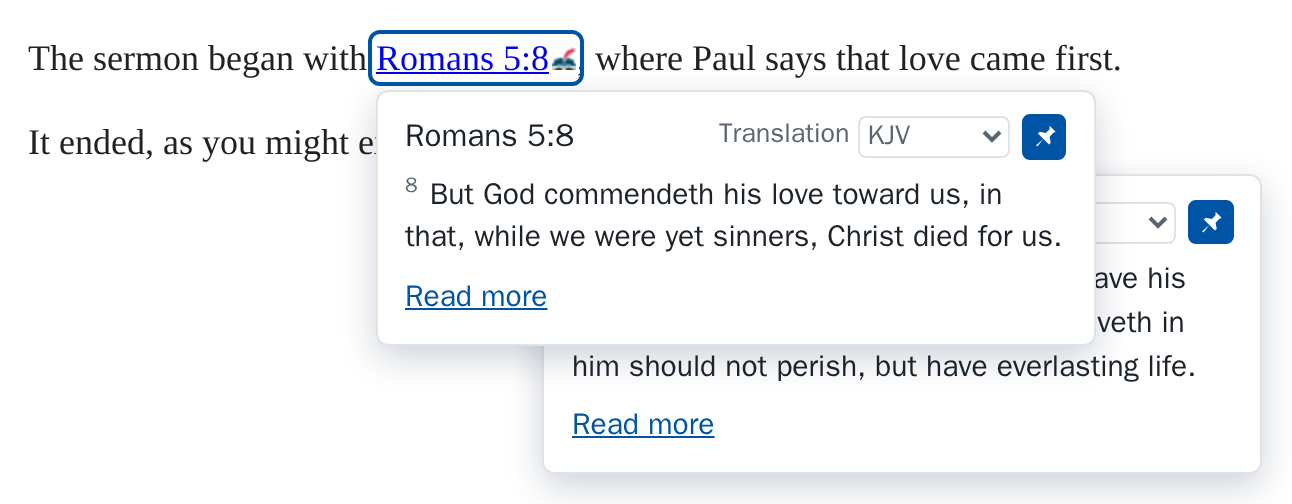 The sermon began with Romans 5:8, where Paul says that love came first.
It ended, as you might
Romans 5:8 Translation KJV
8 But God commendeth his love toward us, in
that, while we were yet sinners, Christ died for us.
Read more
his
in
him should not perish, but have everlasting life.
Read more